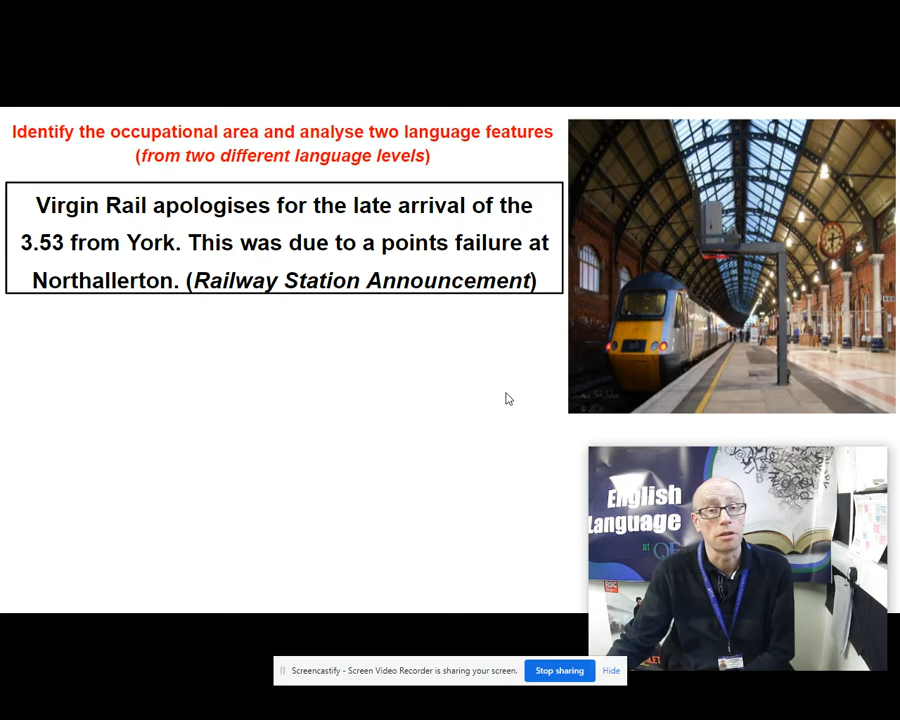 Identify the occupational area and analyse two language features
(from two different language levels)
Virgin Rail apologises for the late arrival of the
3.53 from York. This was due to a points failure at
Northallerton. (Railway Station Announcement)
English
Language
at QE
Screencastify - Screen Video Recorder is sharing your screen.
Stop sharing
Hide